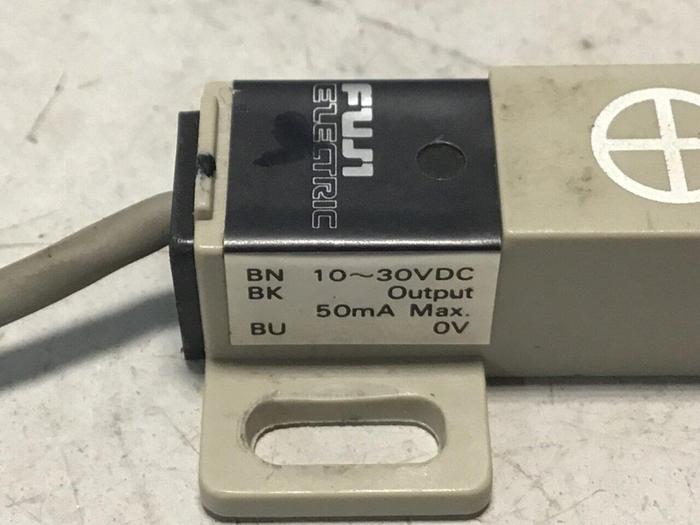 FUJI
ELECTRIC
BN 10~30VDC
BK Output
50mA Max.
BU 0V